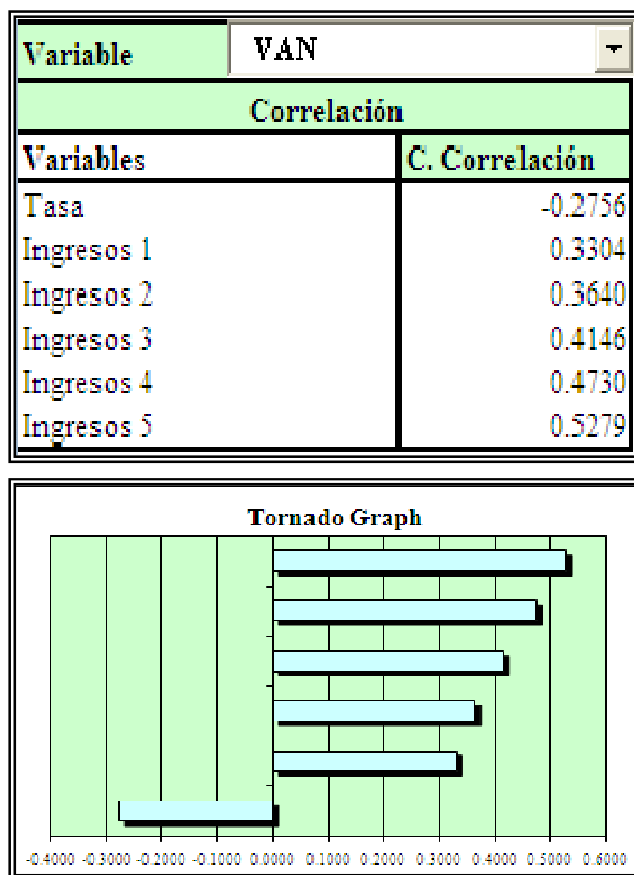 Variable VAN
Correlación
Variables C. Correlación
Tasa -0.2756
Ingresos 1 0.3304
Ingresos 2 0.3640
Ingresos 3 0.4146
Ingresos 4 0.4730
Ingresos 5 0.5279
Tornado Graph
-0.4000 -0.3000 -0.2000 -0.1000 0.0000 0.1000 0.2000 0.3000 0.4000 0.5000 0.6000